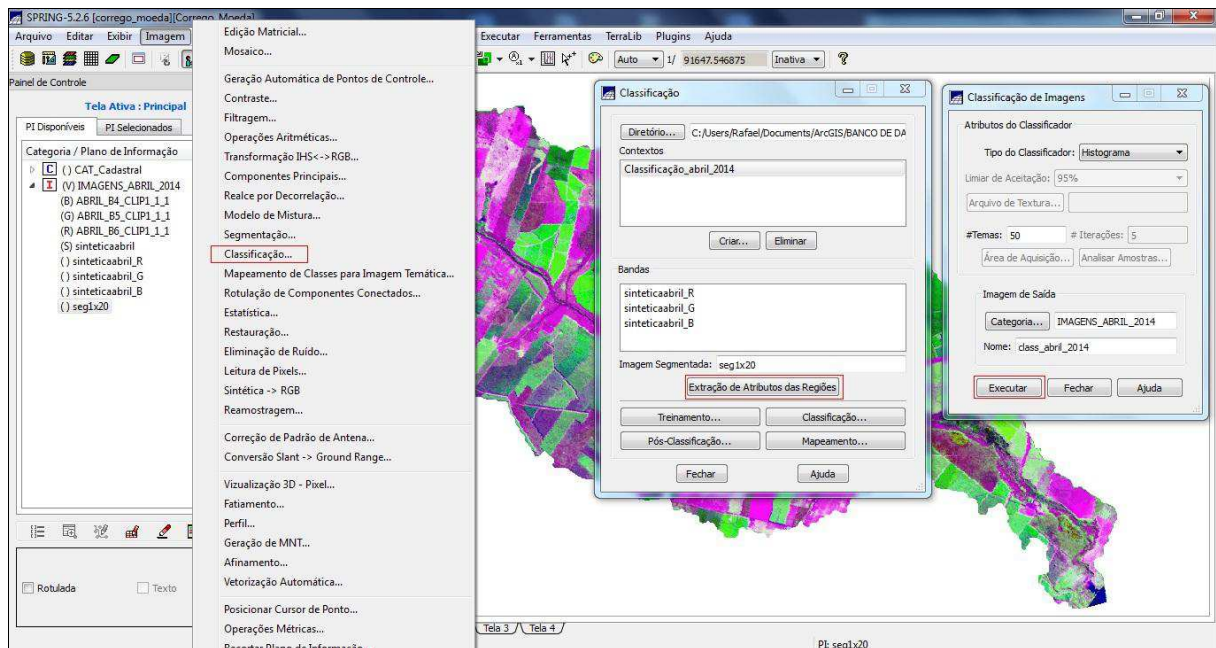 SPRING-5.2.6 [corrego_moeda][Corrego_Moeda]
Arquivo Editar Exibir Imagem Executar Ferramentas TerraLib Plugins Ajuda
Auto 1/ 91647.546875 Inativa
Painel de Controle
Tela Ativa : Principal
PI Disponíveis PI Selecionados
Categoria / Plano de Informação
C () CAT_Cadastral
I (V) IMAGENS_ABRIL_2014
(B) ABRIL_B4_CLIP1_1_1
(G) ABRIL_B5_CLIP1_1_1
(R) ABRIL_B6_CLIP1_1_1
(S) sinteticaabril
() sinteticaabril_R
() sinteticaabril_G
() sinteticaabril_B
() seg1x20
Rotulada Texto
Edição Matricial...
Mosaico...
Geração Automática de Pontos de Controle...
Contraste...
Filtragem...
Operações Aritméticas...
Transformação IHS<->RGB...
Componentes Principais...
Realce por Decorrelação...
Modelo de Mistura...
Segmentação...
Classificação...
Mapeamento de Classes para Imagem Temática...
Rotulação de Componentes Conectados...
Estatística...
Restauração...
Eliminação de Ruído...
Leitura de Pixels...
Sintética -> RGB
Reamostragem...
Correção de Padrão de Antena...
Conversão Slant -> Ground Range...
Vizualização 3D - Pixel...
Fatiamento...
Perfil...
Geração de MNT...
Afinamento...
Vetorização Automática...
Posicionar Cursor de Ponto...
Operações Métricas...
Recortar Plano de Informação...
Classificação
Diretório... C:/Users/Rafael/Documents/ArcGIS/BANCO DE DA
Contextos
Classificação_abril_2014
Criar... Eliminar
Bandas
sinteticaabril_R
sinteticaabril_G
sinteticaabril_B
Imagem Segmentada: seg1x20
Extração de Atributos das Regiões
Treinamento... Classificação...
Pós-Classificação... Mapeamento...
Fechar Ajuda
Classificação de Imagens
Atributos do Classificador
Tipo do Classificador: Histograma
Limiar de Aceitação: 95%
Arquivo de Textura...
#Temas: 50 # Iterações: 5
Área de Aquisição... Analisar Amostras...
Imagem de Saída
Categoria... IMAGENS_ABRIL_2014
Nome: class_abril_2014
Executar Fechar Ajuda
Tela 3 Tela 4
PI: seg1x20